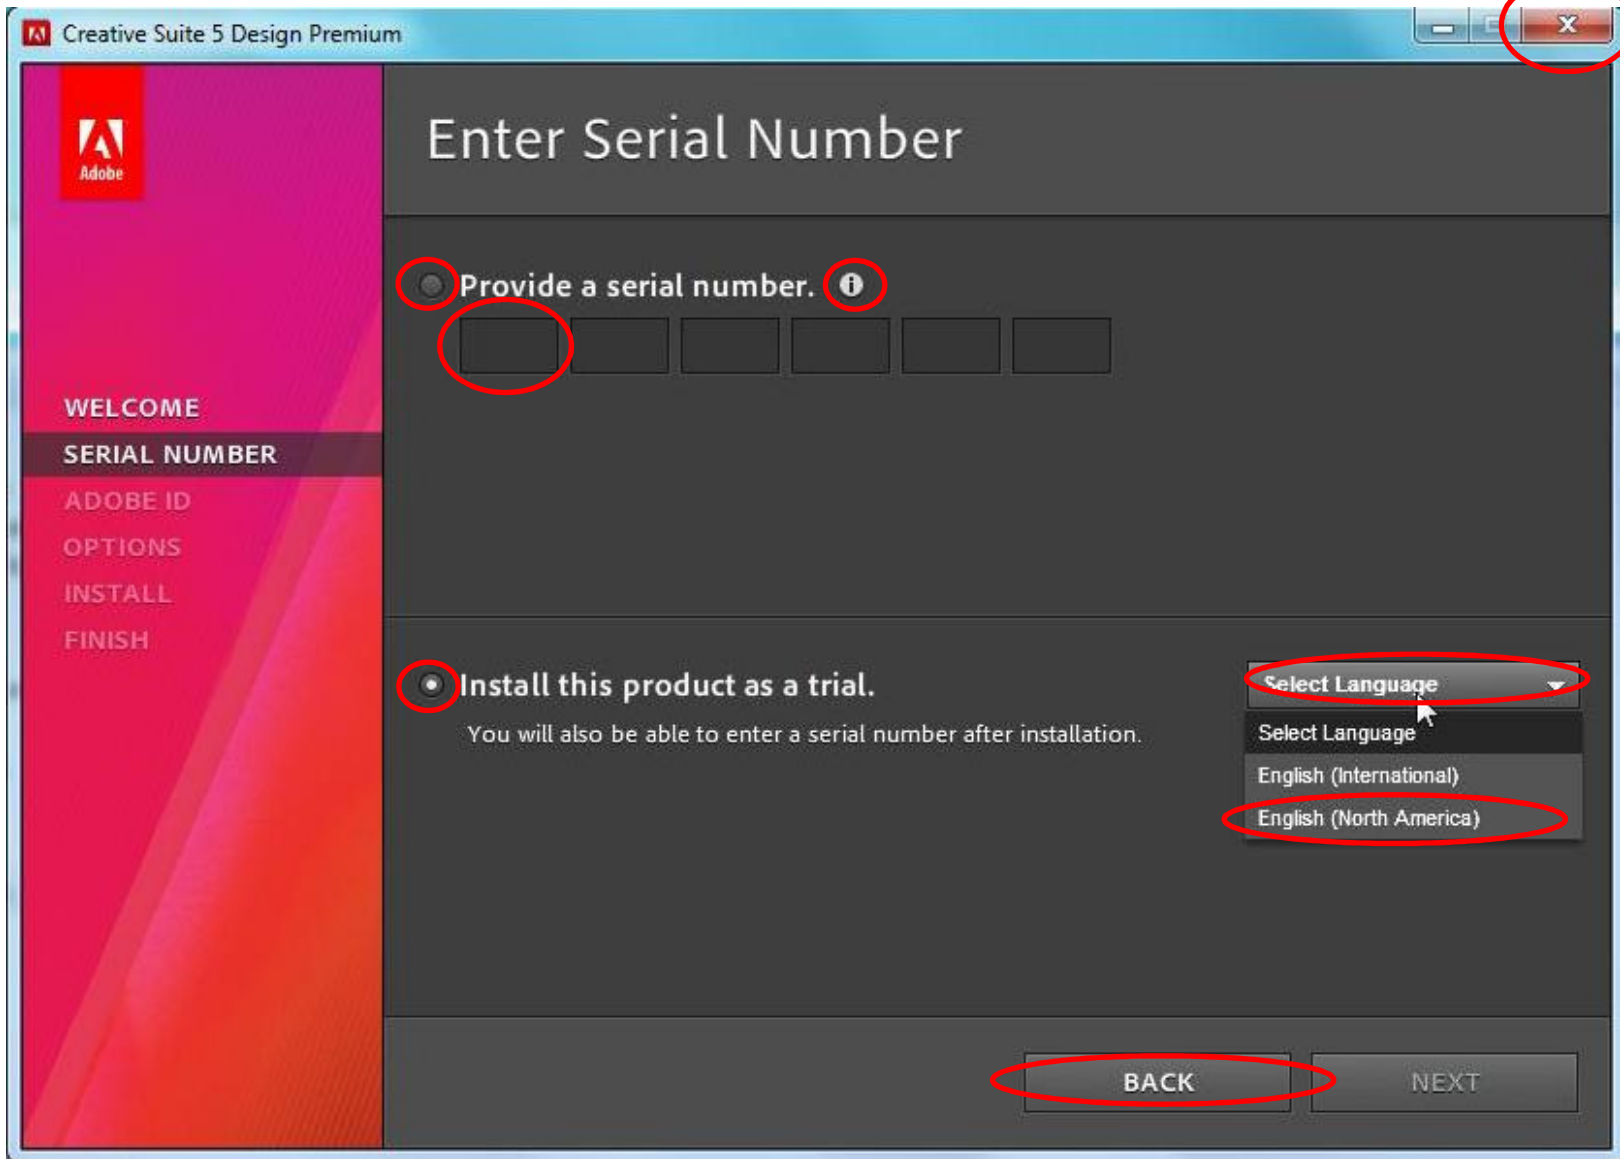 Creative Suite 5 Design Premium
Adobe
Enter Serial Number
Provide a serial number.
WELCOME
SERIAL NUMBER
ADOBE ID
OPTIONS
INSTALL
FINISH
Install this product as a trial.
You will also be able to enter a serial number after installation.
Select Language
Select Language
English (International)
English (North America)
BACK
NEXT